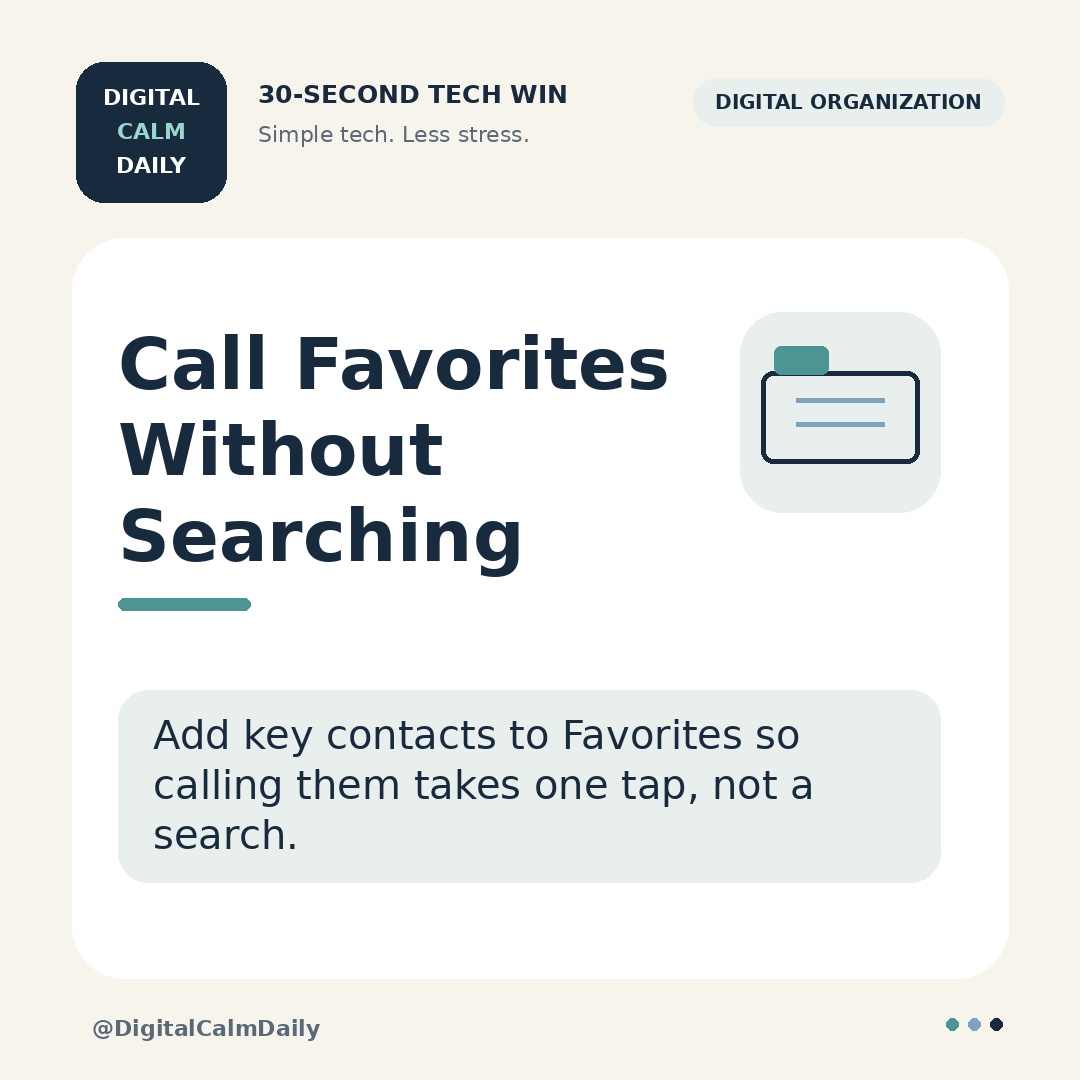 DIGITAL
CALM
DAILY
30-SECOND TECH WIN
Simple tech. Less stress.
DIGITAL ORGANIZATION
Call Favorites
Without
Searching
Add key contacts to Favorites so
calling them takes one tap, not a
search.
@DigitalCalmDaily